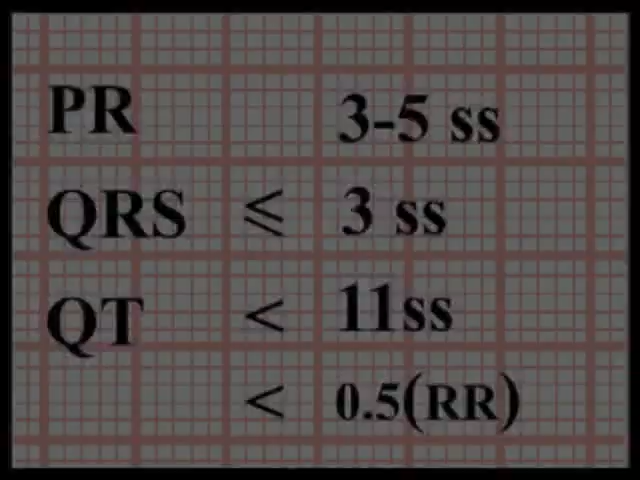 PR 3-5 ss
QRS ≤ 3 ss
QT < 11ss
< 0.5(RR)